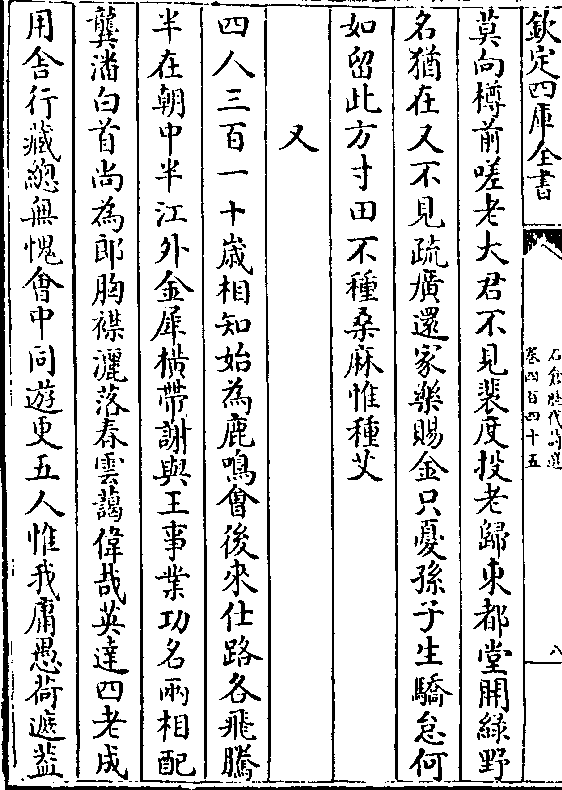 欽定四庫全書
石倉歷代詩選
卷四百四十五
八
莫向樽前嗟老大君不見裴度投老歸東都堂開綠野
名猶在又不見疏廣還家樂賜金只憂孫子生驕怠何
如留此方寸田不種桑麻惟種艾
又
四人三百一十歲相知始為鹿鳴會後來仕路各飛騰
半在朝中半江外金犀橫帶謝與王事業功名兩相配
龔潘白首尚為郎胸襟灑落春雲藹偉哉英達四老成
用舍行藏總無愧會中同遊更五人惟我庸愚荷遮蓋